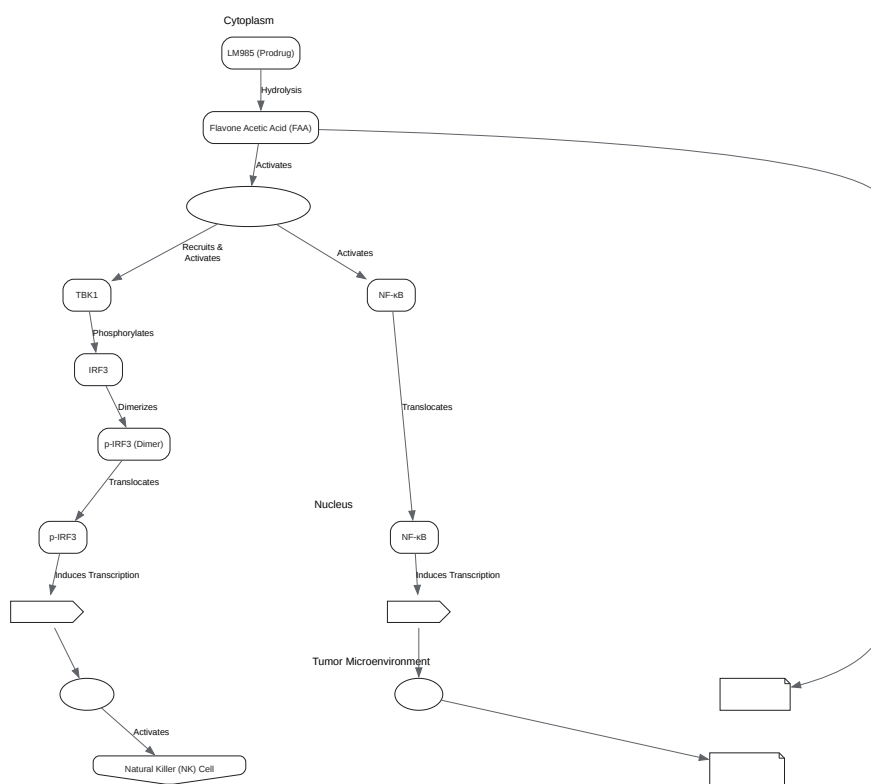 Cytoplasm
LM985 (Prodrug)
Hydrolysis
Flavone Acetic Acid (FAA)
Activates
Recruits &
Activates
Activates
TBK1
NF-κB
Phosphorylates
IRF3
Dimerizes
Translocates
p-IRF3 (Dimer)
Translocates
Nucleus
p-IRF3
NF-κB
Induces Transcription
Induces Transcription
Tumor Microenvironment
Activates
Natural Killer (NK) Cell